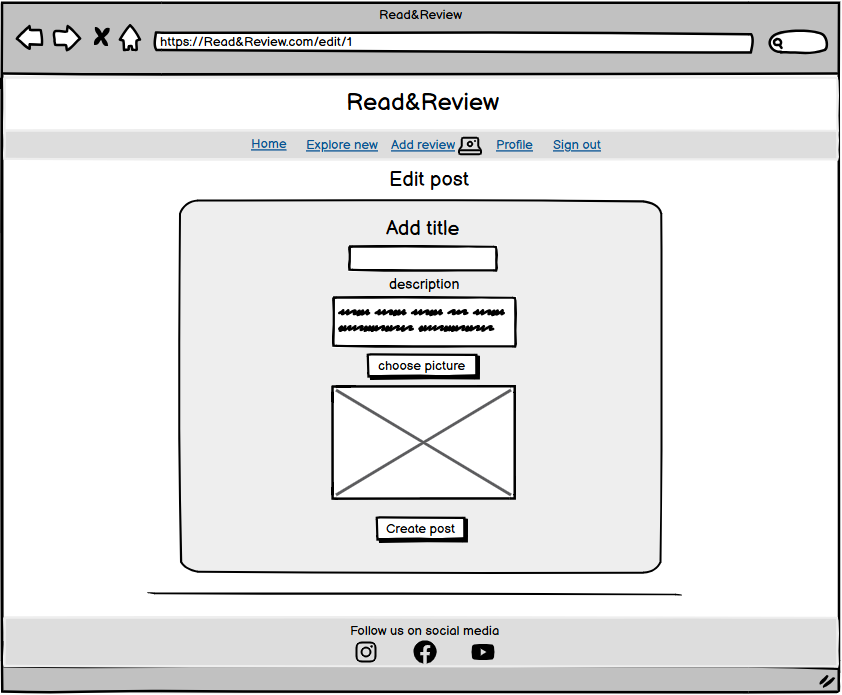 Read&Review
https://Read&Review.com/edit/1
Read&Review
Home Explore new Add review Profile Sign out
Edit post
Add title
description
choose picture
Create post
Follow us on social media